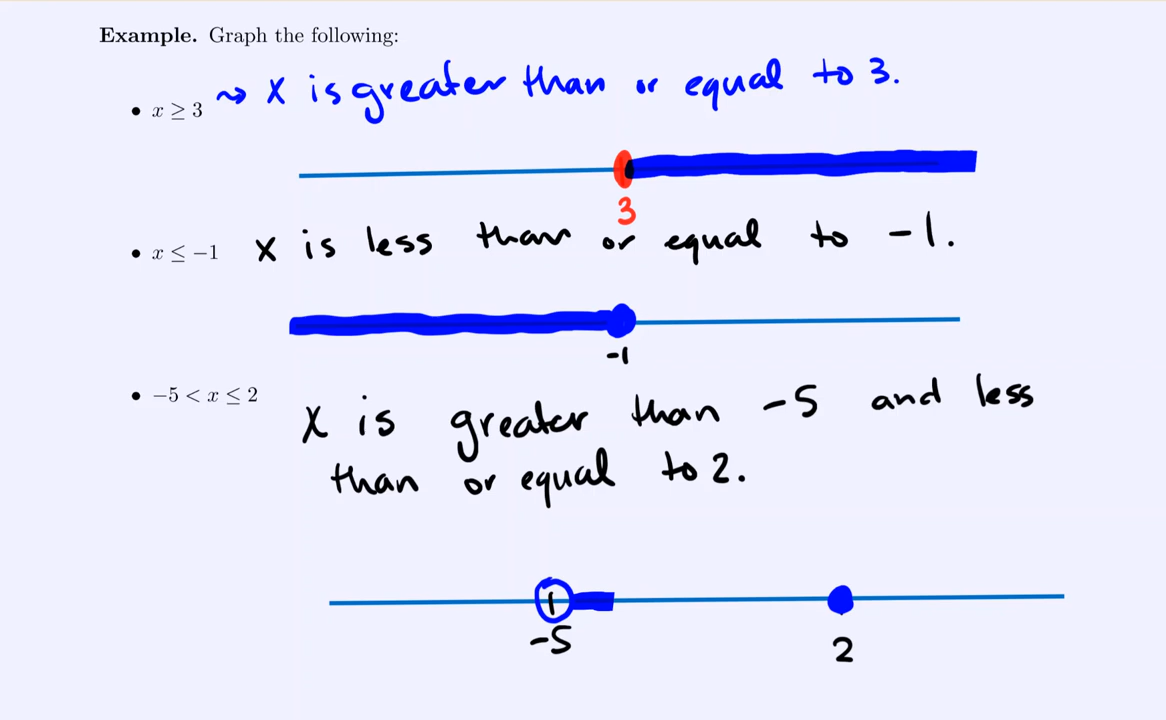 Example. Graph the following:
• x ≥ 3 ⤳ X is greater than or equal to 3.
3
• x ≤ −1 X is less than or equal to -1.
-1
• −5 < x ≤ 2 X is greater than -5 and less
than or equal to 2.
-5 2